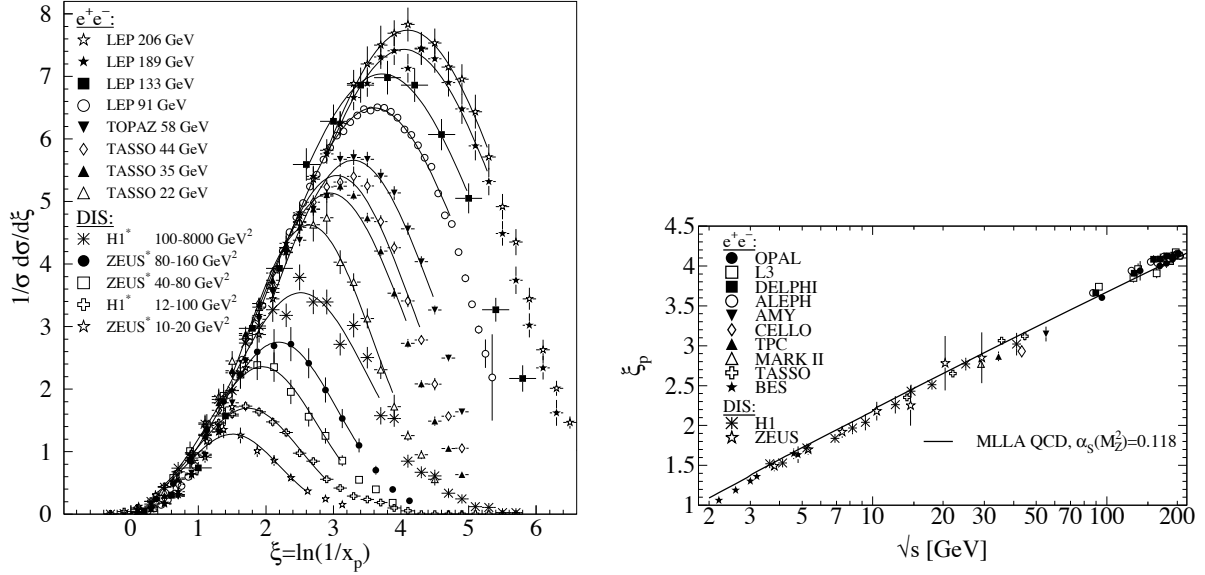 1/σ dσ/dξ
8
7
6
5
4
3
2
1
0
e⁺e⁻:
LEP 206 GeV
LEP 189 GeV
LEP 133 GeV
LEP 91 GeV
TOPAZ 58 GeV
TASSO 44 GeV
TASSO 35 GeV
TASSO 22 GeV
DIS:
H1* 100-8000 GeV²
ZEUS* 80-160 GeV²
ZEUS* 40-80 GeV²
H1* 12-100 GeV²
ZEUS* 10-20 GeV²
0 1 2 3 4 5 6
ξ=ln(1/x_p)
ξ_p
4.5
4
3.5
3
2.5
2
1.5
1
e⁺e⁻:
OPAL
L3
DELPHI
ALEPH
AMY
CELLO
TPC
MARK II
TASSO
BES
DIS:
H1
ZEUS
MLLA QCD, α_S(M_Z²)=0.118
2 3 4 5 7 10 20 30 50 100 200
√s [GeV]